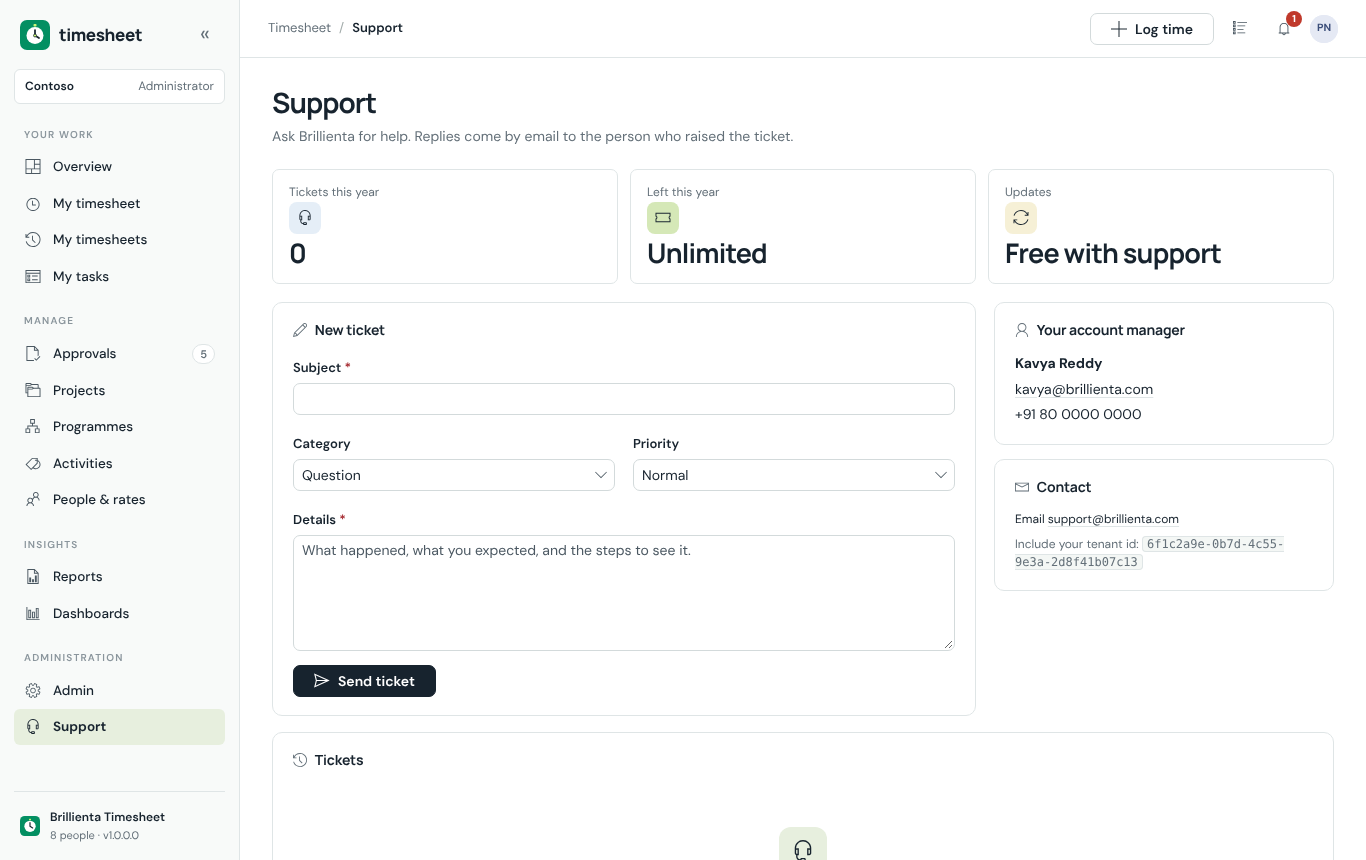 timesheet
Contoso Administrator
YOUR WORK
Overview
My timesheet
My timesheets
My tasks
MANAGE
Approvals 5
Projects
Programmes
Activities
People & rates
INSIGHTS
Reports
Dashboards
ADMINISTRATION
Admin
Support
Brillienta Timesheet
8 people · v1.0.0.0
Timesheet / Support
Log time
1
PN
Support
Ask Brillienta for help. Replies come by email to the person who raised the ticket.
Tickets this year
0
Left this year
Unlimited
Updates
Free with support
New ticket
Subject *
Category
Question
Priority
Normal
Details *
What happened, what you expected, and the steps to see it.
Send ticket
Your account manager
Kavya Reddy
kavya@brillienta.com
+91 80 0000 0000
Contact
Email support@brillienta.com
Include your tenant id: 6f1c2a9e-0b7d-4c55-
9e3a-2d8f41b07c13
Tickets